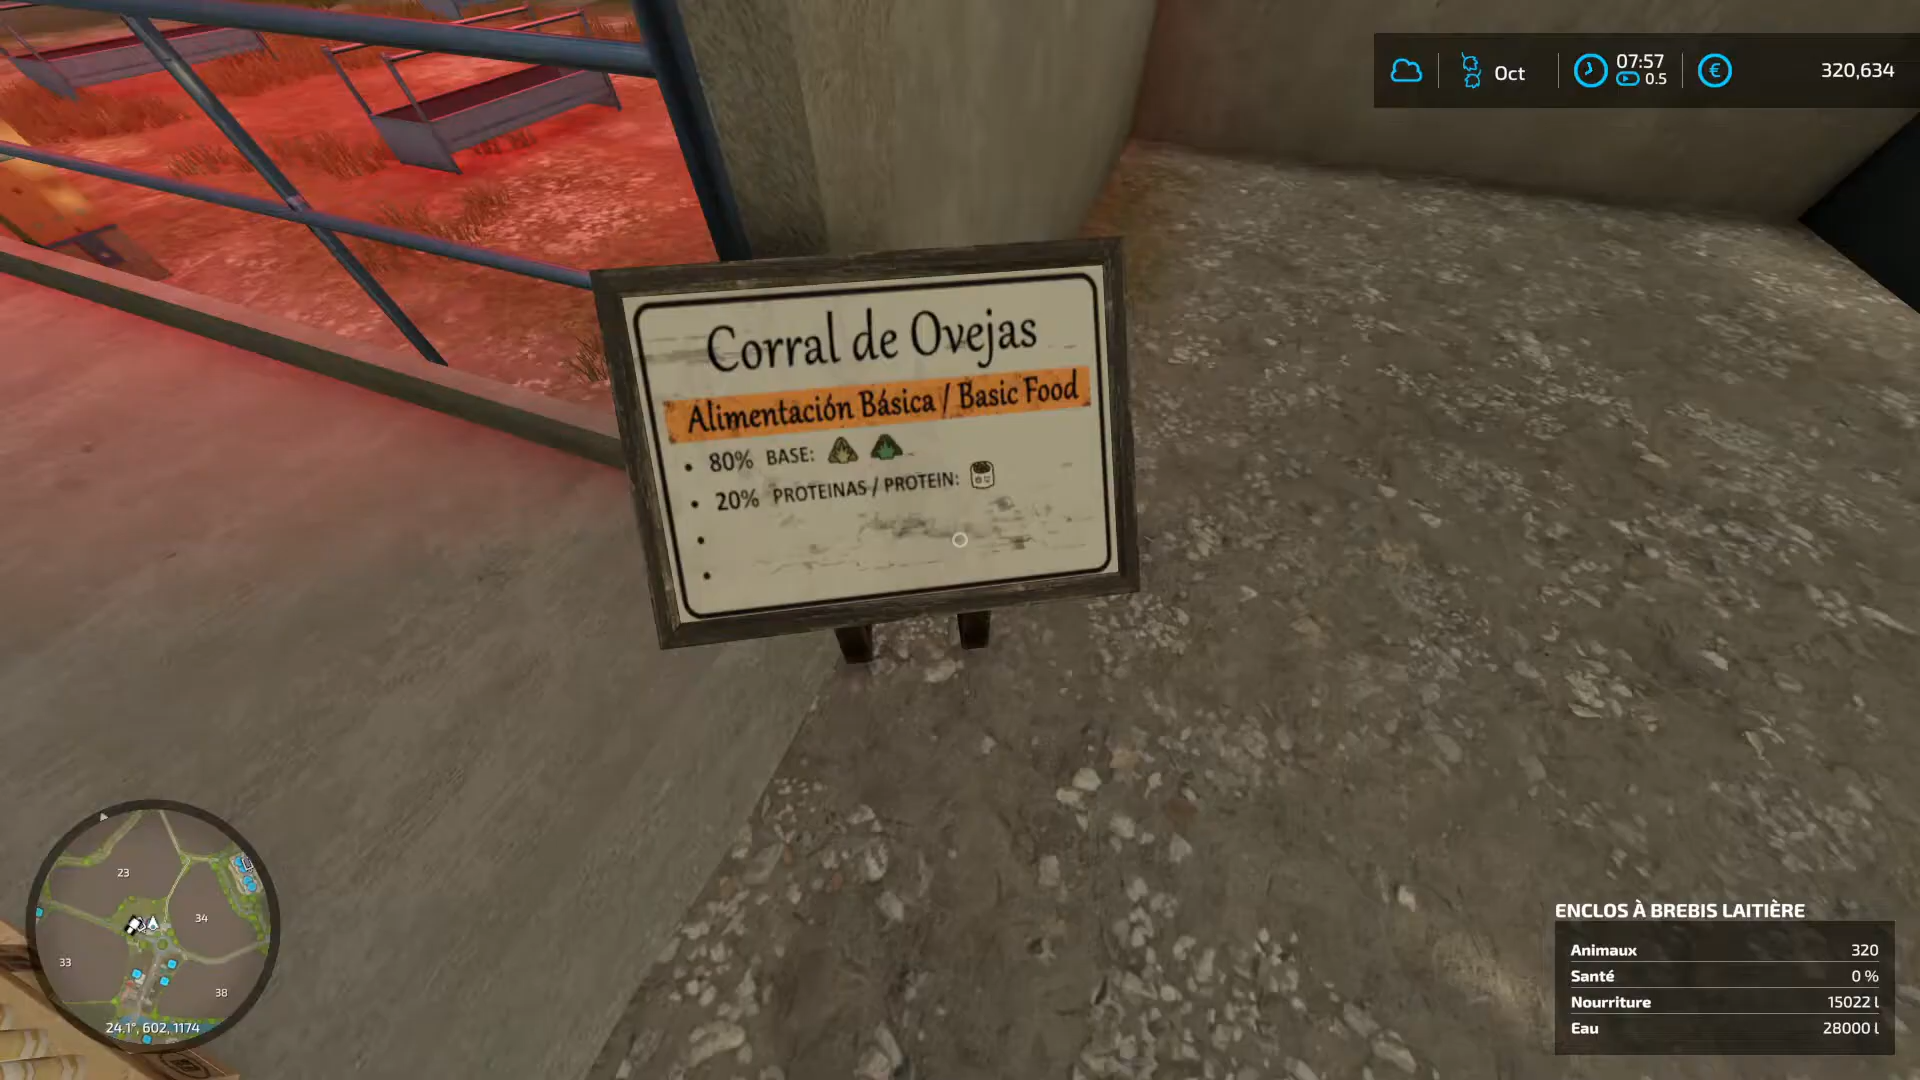 Oct
07:57
0.5
320,634
Corral de Ovejas
Alimentación Básica / Basic Food
• 80% BASE:
• 20% PROTEINAS / PROTEIN:
•
•
23
34
33
38
24.1°, 602, 1174
ENCLOS À BREBIS LAITIÈRE
Animaux 320
Santé 0 %
Nourriture 15022 l
Eau 28000 l